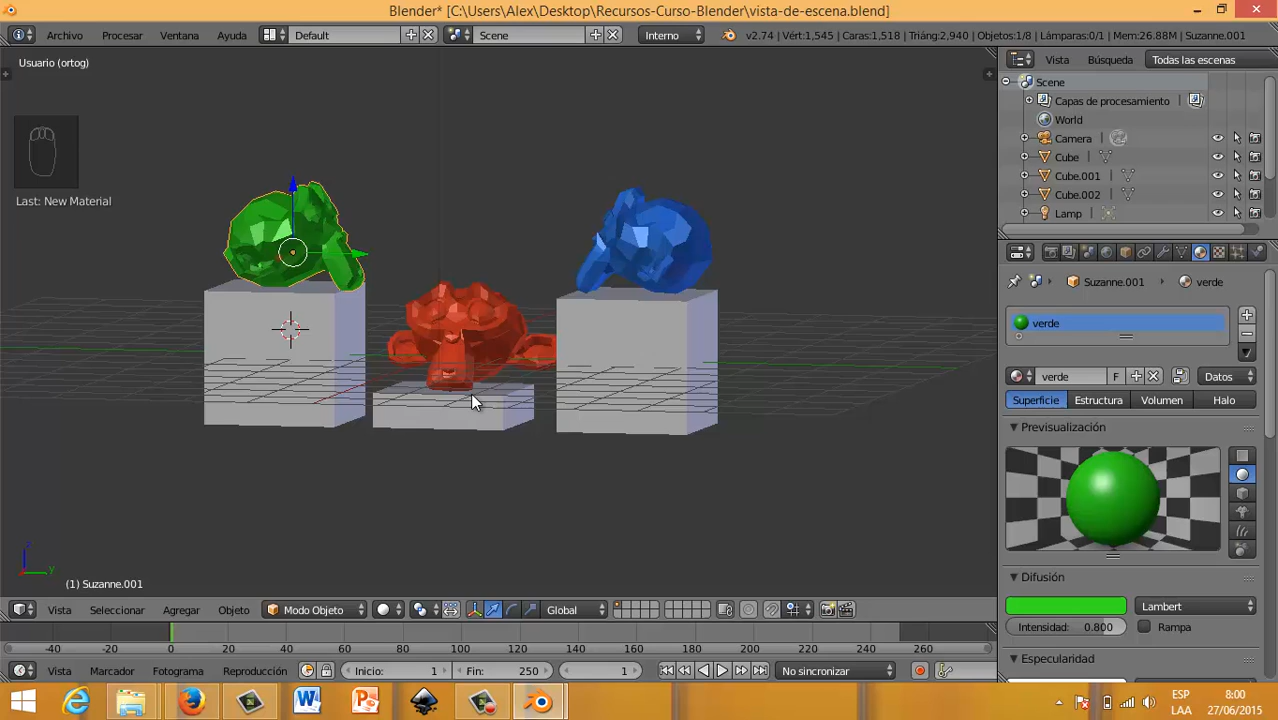 Blender* [C:\Users\Alex\Desktop\Recursos-Curso-Blender\vista-de-escena.blend]
Archivo Procesar Ventana Ayuda Default Scene Interno v2.74 | Vért:1,545 | Caras:1,518 | Triáng:2,940 | Objetos:1/8 | Lámparas:0/1 | Mem:26.88M | Suzanne.001
Usuario (ortog)
Vista Búsqueda Todas las escenas
Scene
Capas de procesamiento
World
Camera
Cube
Cube.001
Cube.002
Lamp
Last: New Material
Suzanne.001 verde
verde
verde F Datos
Superficie Estructura Volumen Halo
Previsualización
Difusión
Lambert
Intensidad: 0.800 Rampa
Especularidad
(1) Suzanne.001
Vista Seleccionar Agregar Objeto Modo Objeto Global
-40 -20 0 20 40 60 80 100 120 140 160 180 200 220 240 260
Vista Marcador Fotograma Reproducción Inicio: 1 Fin: 250 1 No sincronizar
ESP 8:00
LAA 27/06/2015